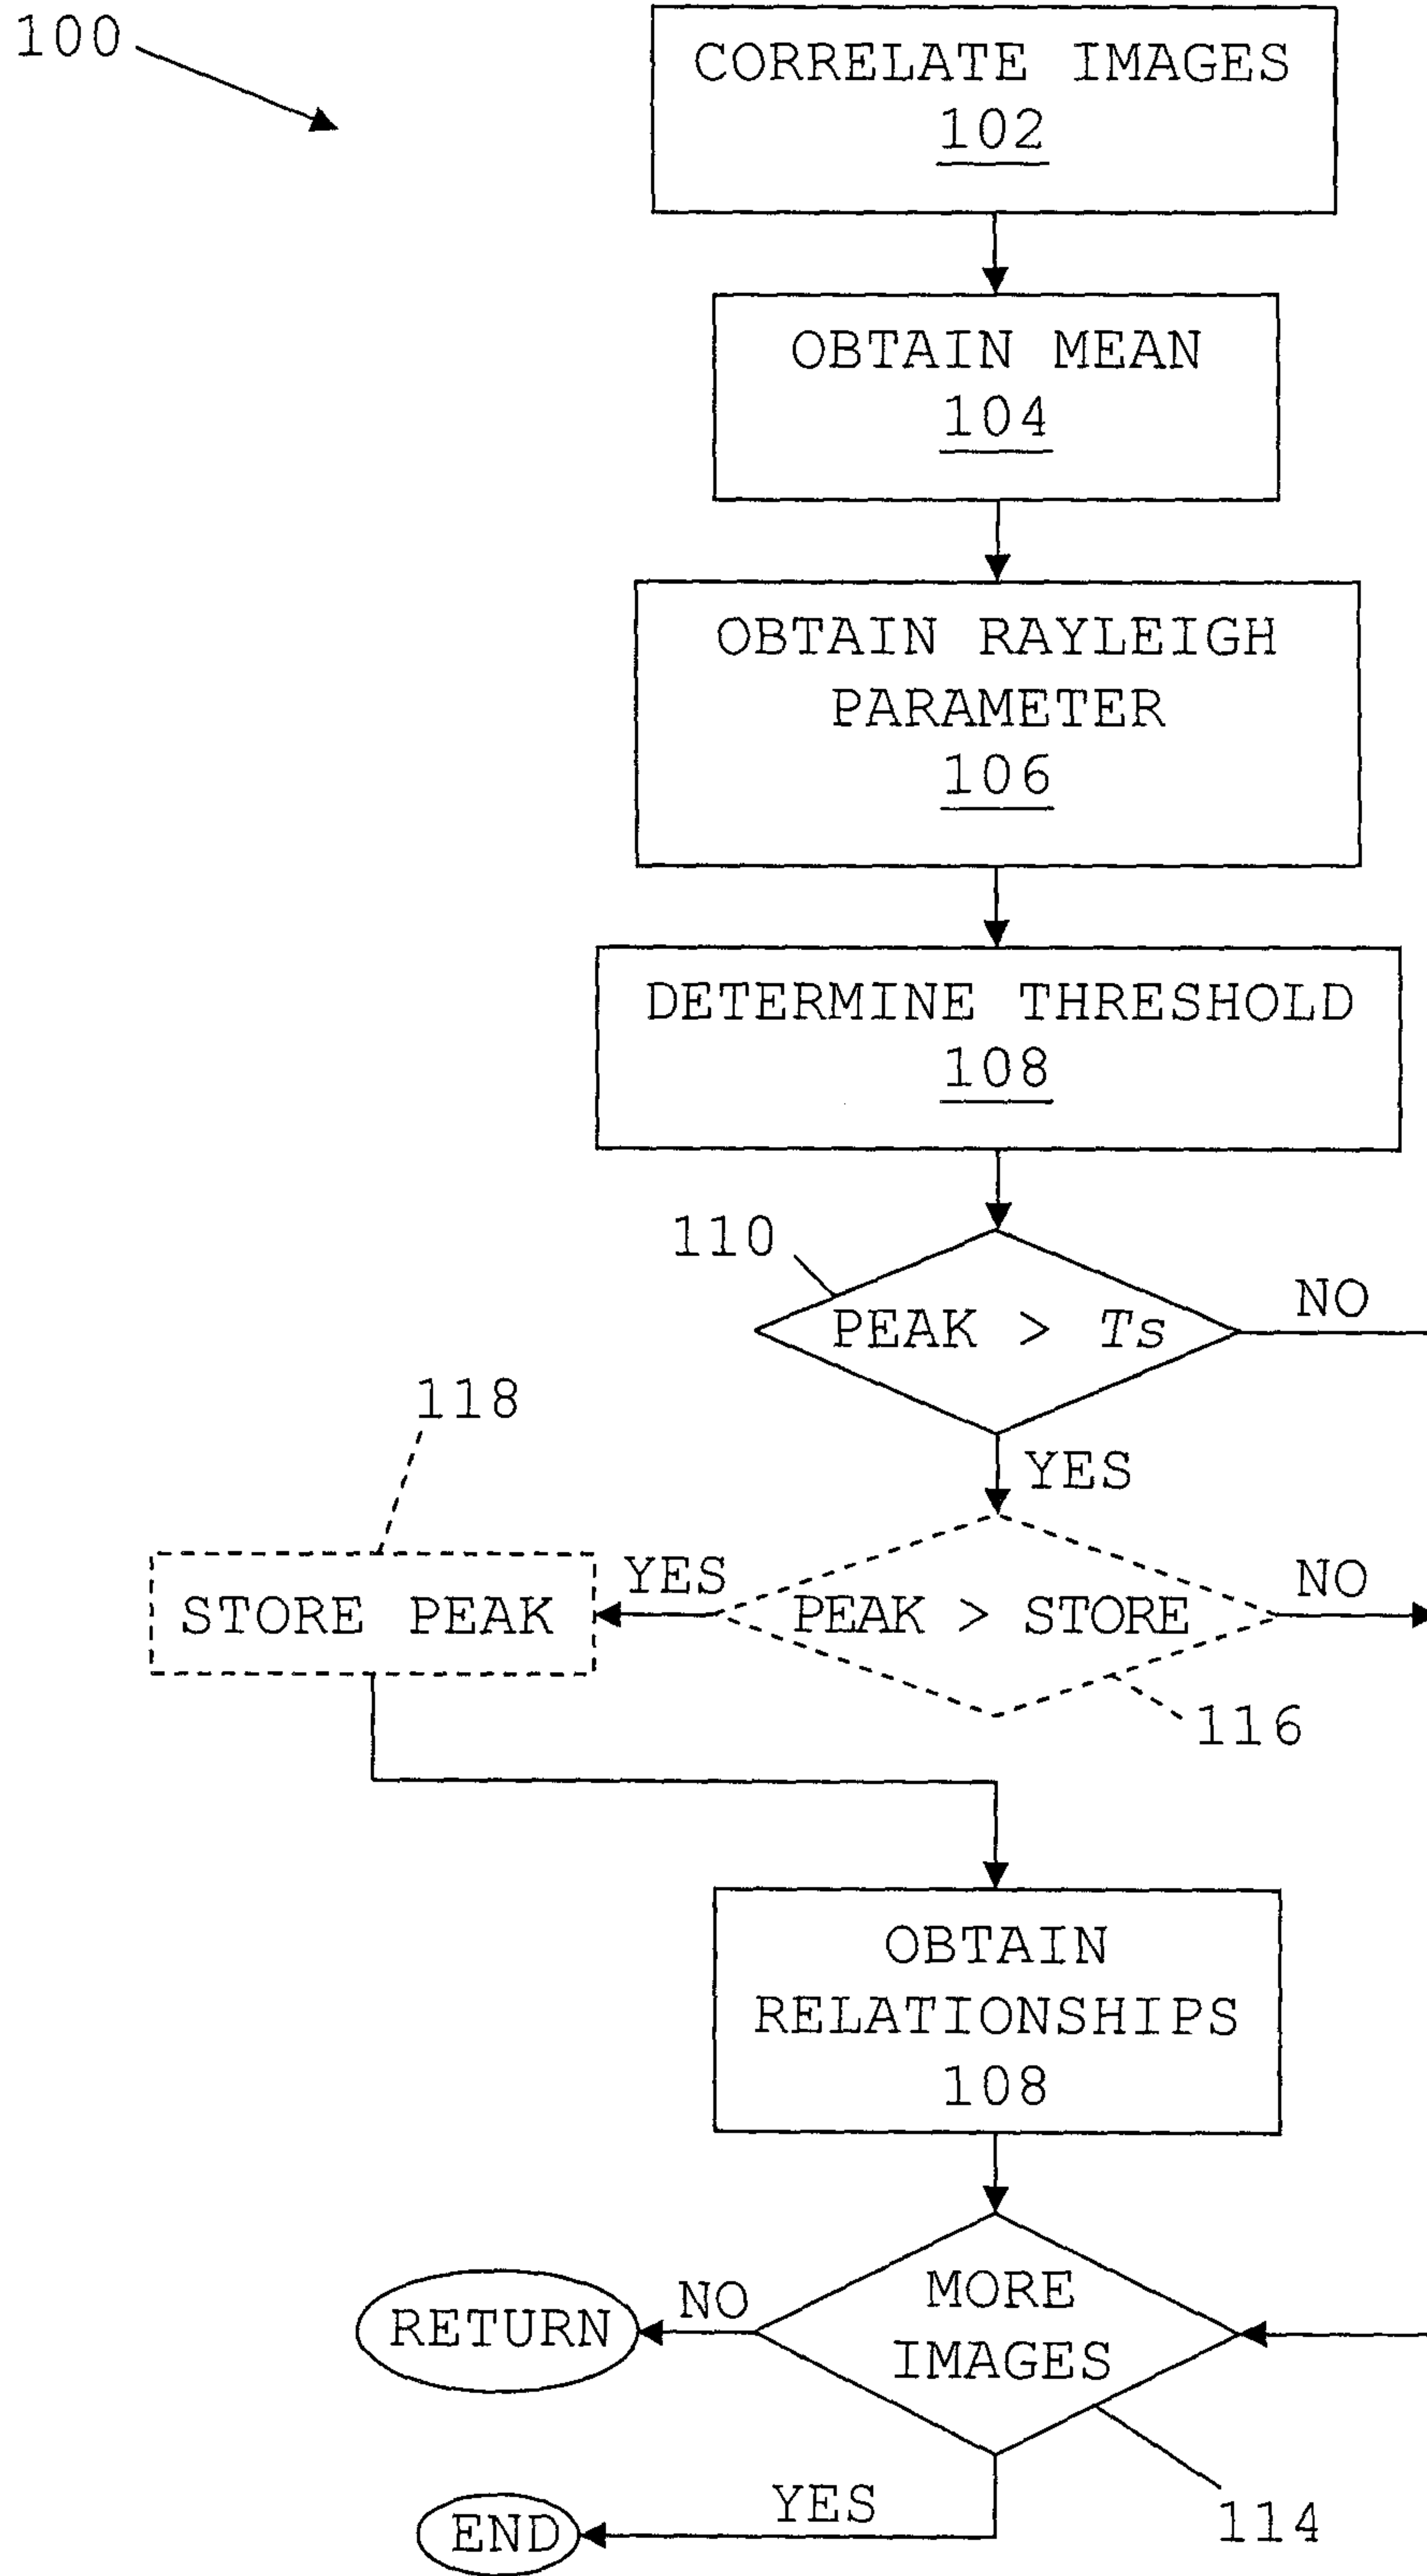 100
CORRELATE IMAGES
102
OBTAIN MEAN
104
OBTAIN RAYLEIGH
PARAMETER
106
DETERMINE THRESHOLD
108
110
PEAK > Ts
NO
YES
118
STORE PEAK
YES
PEAK > STORE
NO
116
OBTAIN
RELATIONSHIPS
108
MORE
IMAGES
NO
RETURN
YES
END
114